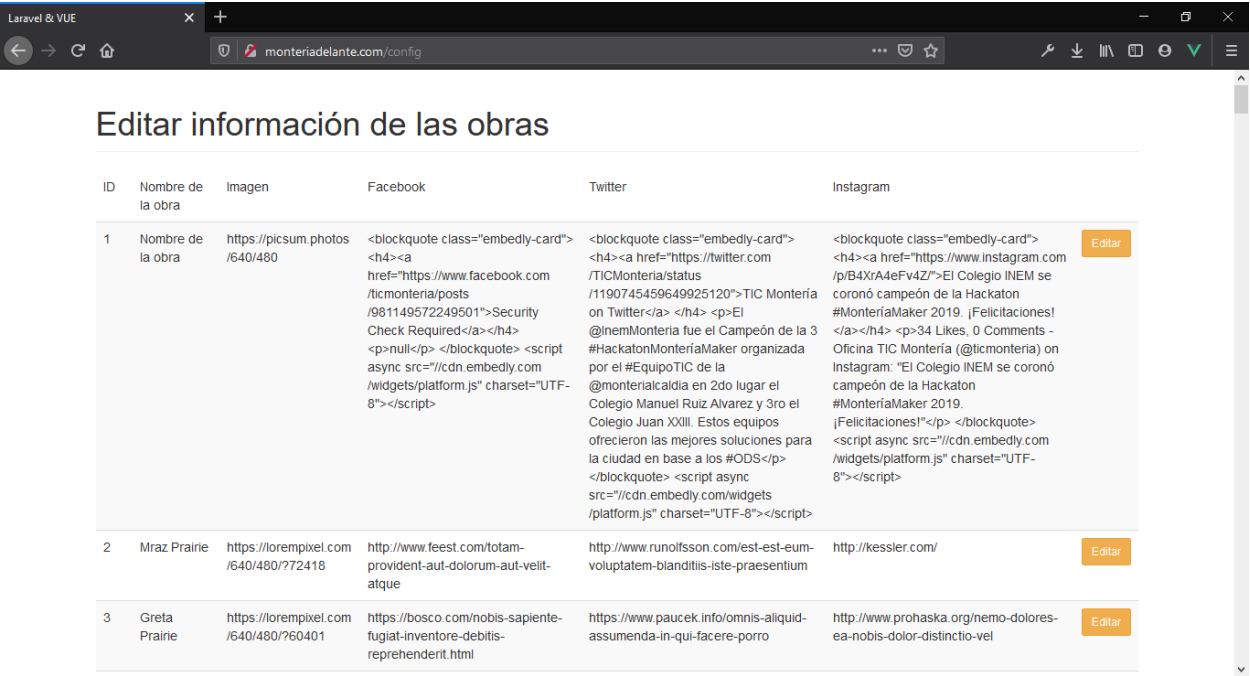 Laravel & VUE
monteriadelante.com/config
Editar información de las obras
ID
Nombre de
la obra
Imagen
Facebook
Twitter
Instagram
1
Nombre de
la obra
https://picsum.photos
/640/480
<blockquote class="embedly-card">
<h4><a
href="https://www.facebook.com
/ticmonteria/posts
/981149572249501">Security
Check Required</a></h4>
<p>null</p> </blockquote> <script
async src="//cdn.embedly.com
/widgets/platform.js" charset="UTF-
8"></script>
<blockquote class="embedly-card">
<h4><a href="https://twitter.com
/TICMonteria/status
/1190745459649925120">TIC Montería
on Twitter</a> </h4> <p>El
@InemMonteria fue el Campeón de la 3
#HackatonMonteríaMaker organizada
por el #EquipoTIC de la
@monterialcaldia en 2do lugar el
Colegio Manuel Ruiz Alvarez y 3ro el
Colegio Juan XXIII. Estos equipos
ofrecieron las mejores soluciones para
la ciudad en base a los #ODS</p>
</blockquote> <script async
src="//cdn.embedly.com/widgets
/platform.js" charset="UTF-8"></script>
<blockquote class="embedly-card">
<h4><a href="https://www.instagram.com
/p/B4XrA4eFv4Z/">El Colegio INEM se
coronó campeón de la Hackaton
#MonteríaMaker 2019. ¡Felicitaciones!
</a></h4> <p>34 Likes, 0 Comments -
Oficina TIC Montería (@ticmonteria) on
Instagram: "El Colegio INEM se coronó
campeón de la Hackaton
#MonteríaMaker 2019.
¡Felicitaciones!"</p> </blockquote>
<script async src="//cdn.embedly.com
/widgets/platform.js" charset="UTF-
8"></script>
Editar
2
Mraz Prairie
https://lorempixel.com
/640/480/?72418
http://www.feest.com/totam-
provident-aut-dolorum-aut-velit-
atque
http://www.runolfsson.com/est-est-eum-
voluptatem-blanditiis-iste-praesentium
http://kessler.com/
Editar
3
Greta
Prairie
https://lorempixel.com
/640/480/?60401
https://bosco.com/nobis-sapiente-
fugiat-inventore-debitis-
reprehenderit.html
https://www.paucek.info/omnis-aliquid-
assumenda-in-qui-facere-porro
http://www.prohaska.org/nemo-dolores-
ea-nobis-dolor-distinctio-vel
Editar